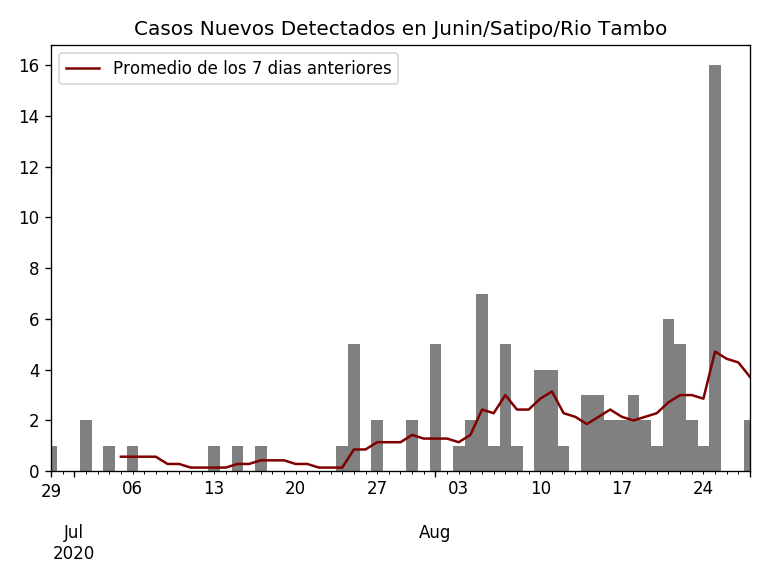 Casos Nuevos Detectados en Junin/Satipo/Rio Tambo
Promedio de los 7 dias anteriores
16
14
12
10
8
6
4
2
0
29 06 13 20 27 03 10 17 24
Jul Aug
2020